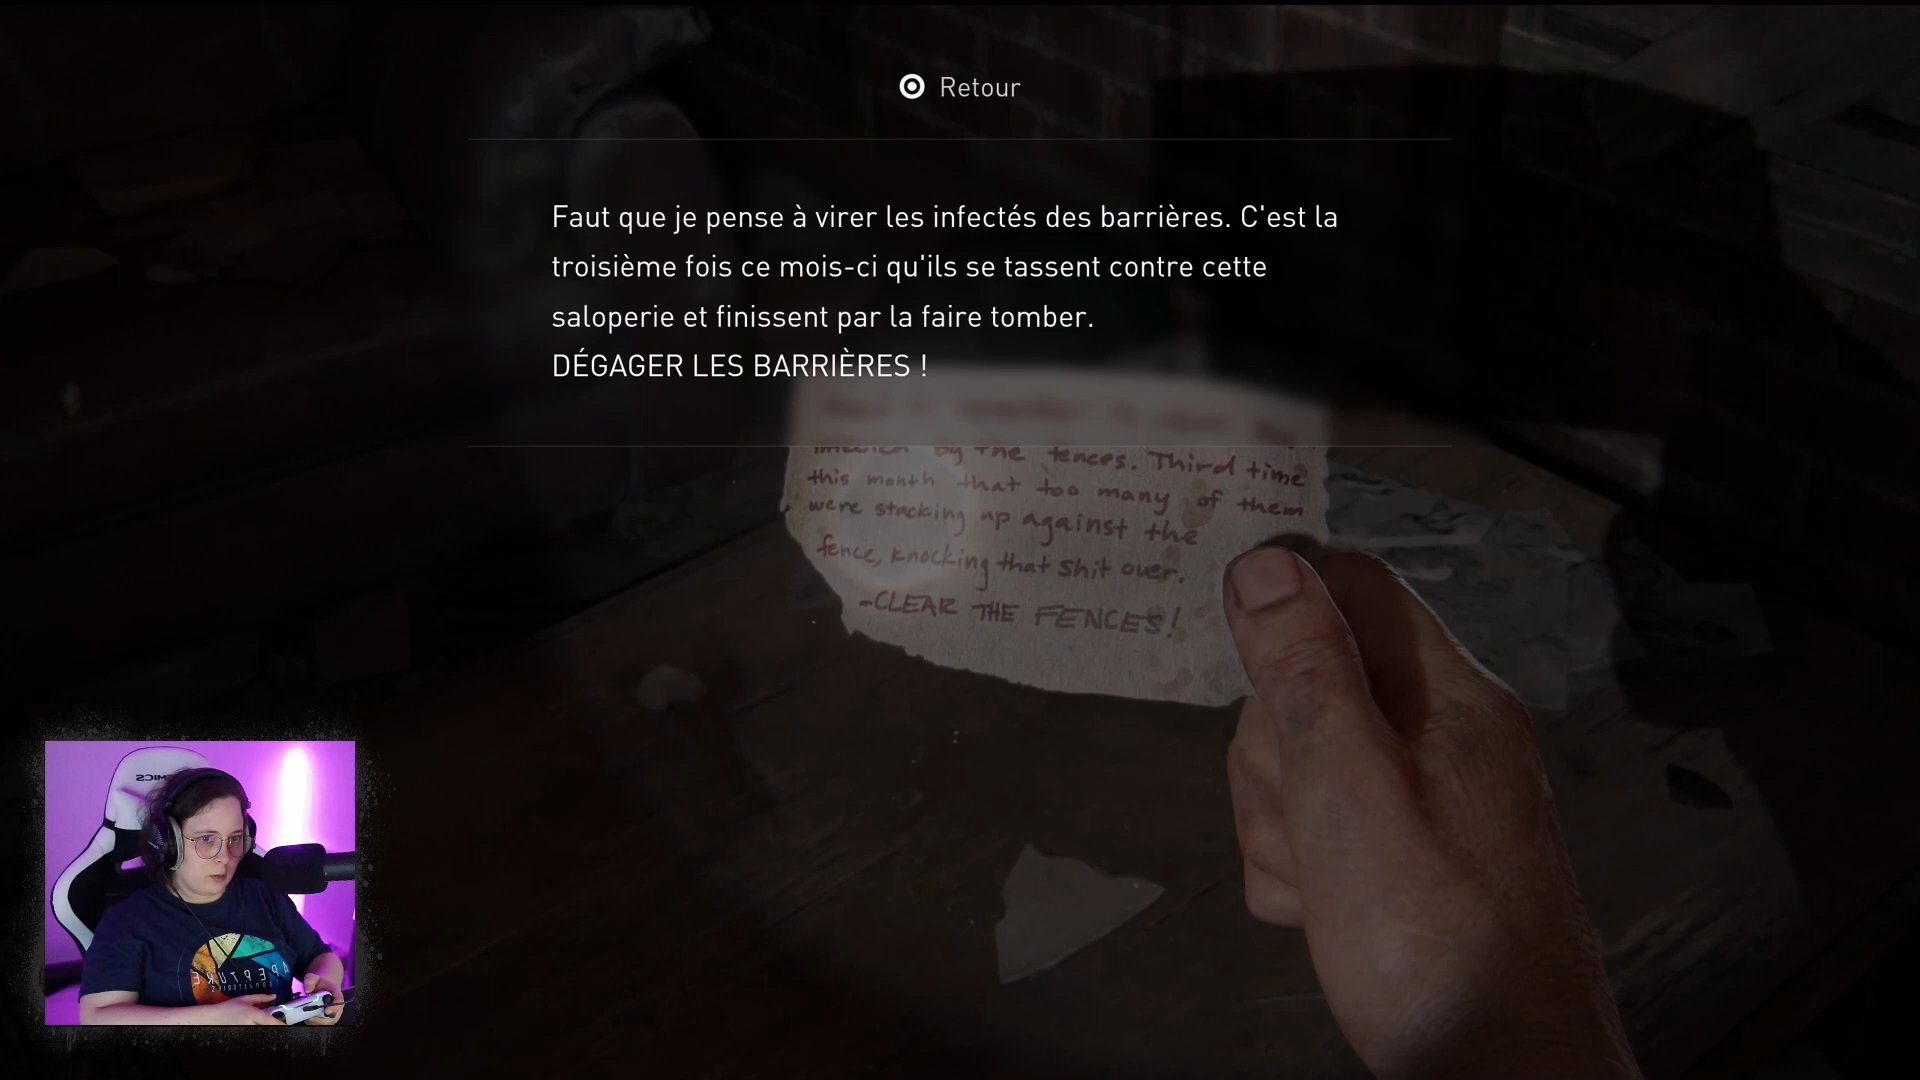 Retour
Faut que je pense à virer les infectés des barrières. C'est la
troisième fois ce mois-ci qu'ils se tassent contre cette
saloperie et finissent par la faire tomber.
DÉGAGER LES BARRIÈRES !
by the fences. Third time
this month that too many of them
were stacking up against the
fence, knocking that shit over.
-CLEAR THE FENCES!
APERTURE
LABORATORIES